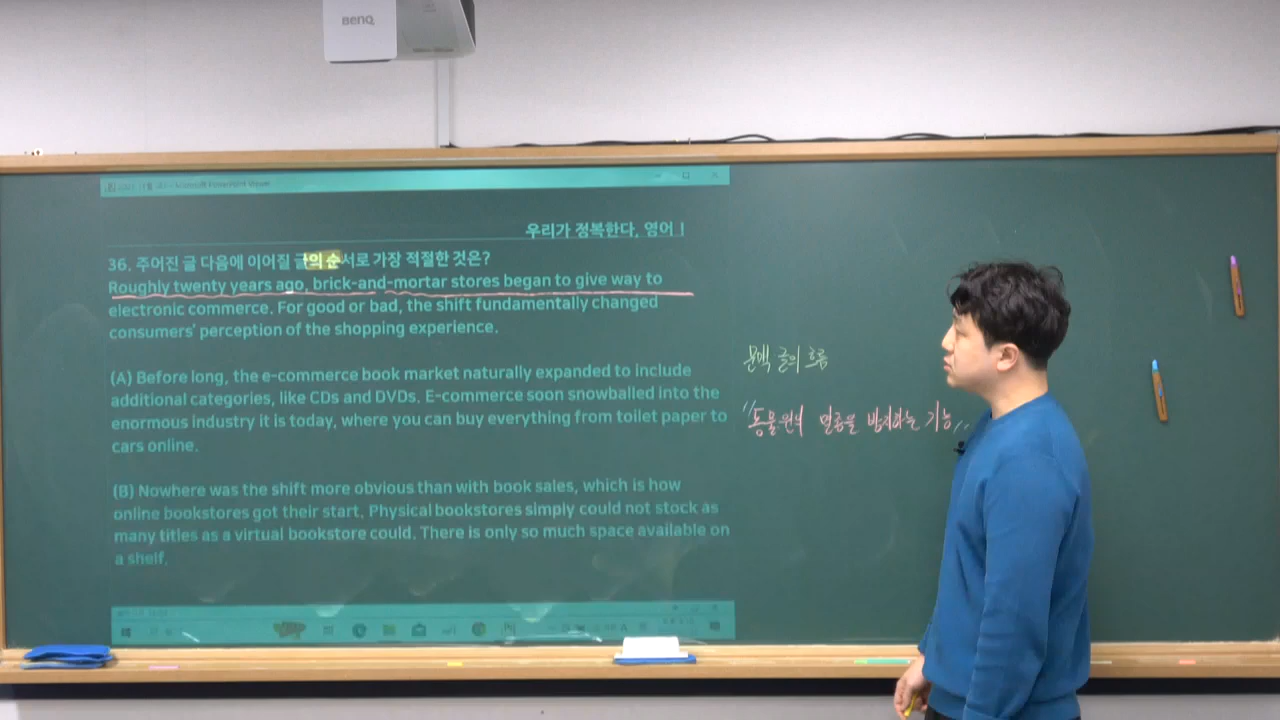 BenQ
우리가 정복한다. 영어 I
36. 주어진 글 다음에 이어질 글의 순서로 가장 적절한 것은?
Roughly twenty years ago, brick-and-mortar stores began to give way to
electronic commerce. For good or bad, the shift fundamentally changed
consumers' perception of the shopping experience.
(A) Before long, the e-commerce book market naturally expanded to include
additional categories, like CDs and DVDs. E-commerce soon snowballed into the
enormous industry it is today, where you can buy everything from toilet paper to
cars online.
(B) Nowhere was the shift more obvious than with book sales, which is how
online bookstores got their start. Physical bookstores simply could not stock as
many titles as a virtual bookstore could. There is only so much space available on
a shelf.
문맥 글의 흐름
"동물원의 멸종을 방지하는 기능"